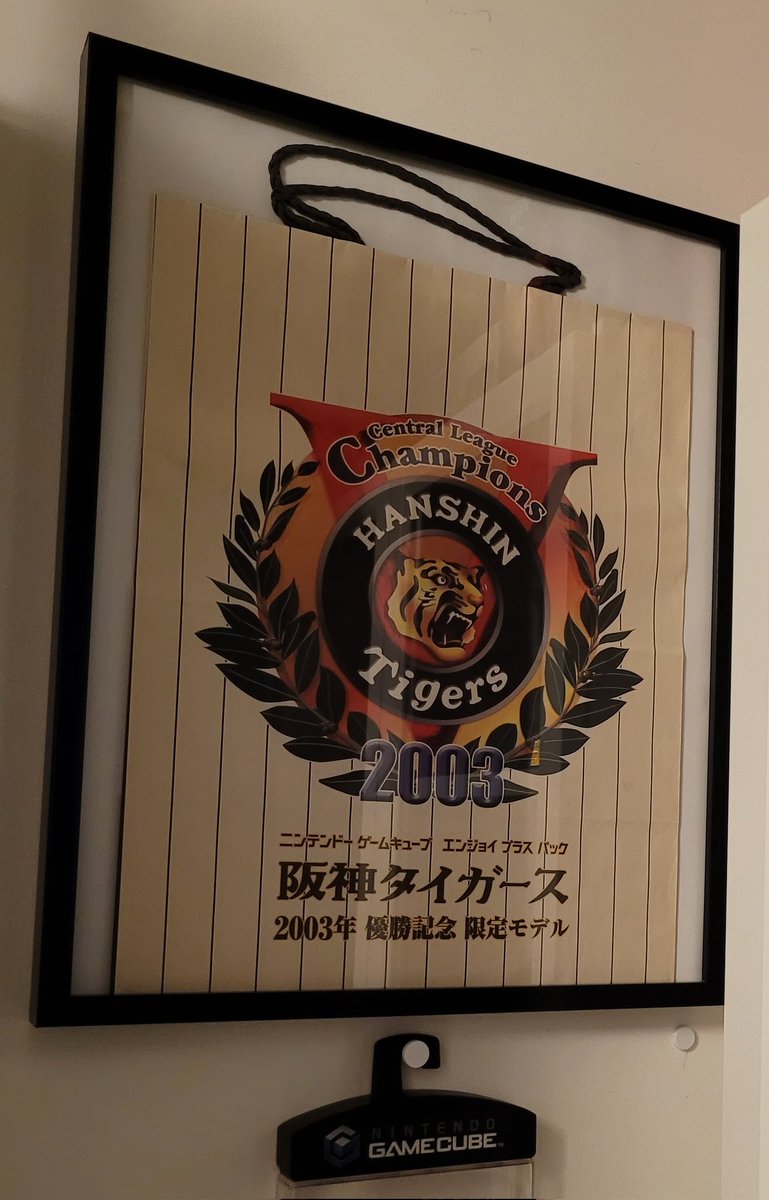 Central League
Champions
HANSHIN
Tigers
2003
ニンテンドー ゲームキューブ エンジョイ プラス パック
阪神タイガース
2003年 優勝記念 限定モデル
NINTENDO
GAMECUBE™